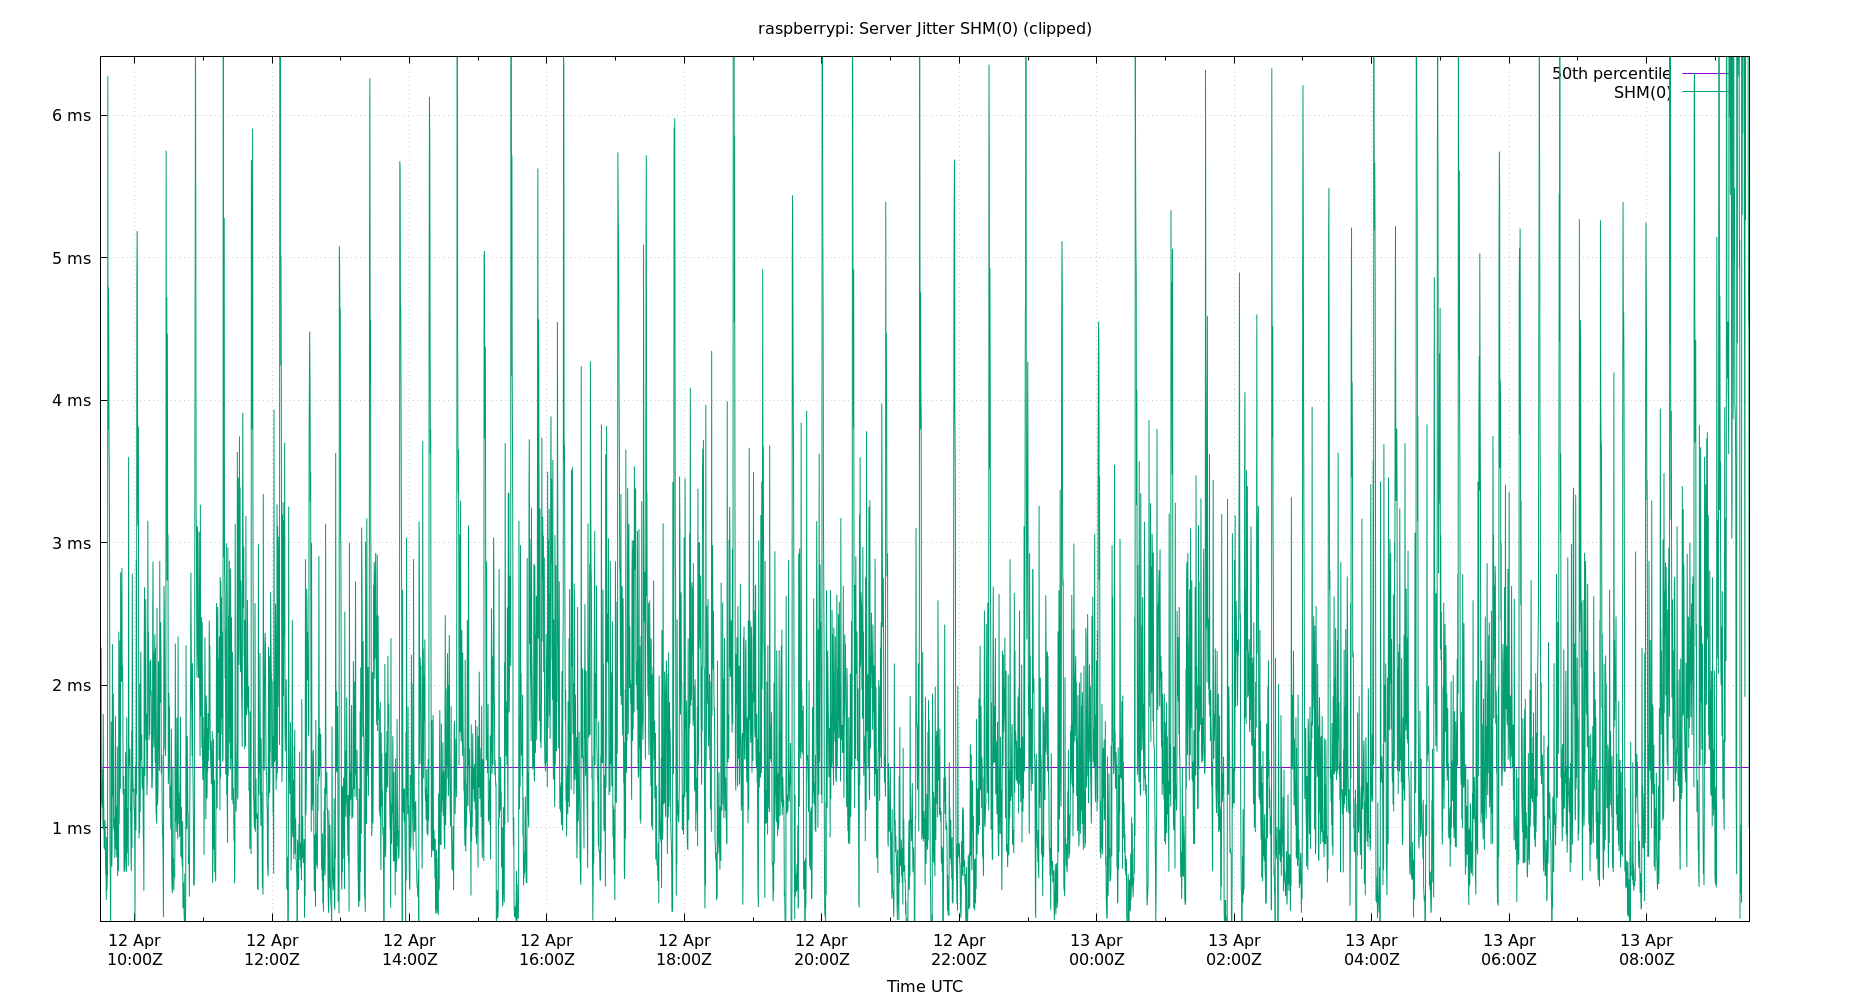 raspberrypi: Server Jitter SHM(0) (clipped)
50th percentile
SHM(0)
6 ms
5 ms
4 ms
3 ms
2 ms
1 ms
12 Apr 12 Apr 12 Apr 12 Apr 12 Apr 12 Apr 12 Apr 13 Apr 13 Apr 13 Apr 13 Apr 13 Apr
10:00Z 12:00Z 14:00Z 16:00Z 18:00Z 20:00Z 22:00Z 00:00Z 02:00Z 04:00Z 06:00Z 08:00Z
Time UTC